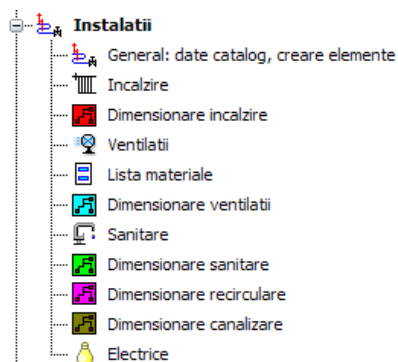 Instalatii
General: date catalog, creare elemente
Incalzire
Dimensionare incalzire
Ventilatii
Lista materiale
Dimensionare ventilatii
Sanitare
Dimensionare sanitare
Dimensionare recirculare
Dimensionare canalizare
Electrice